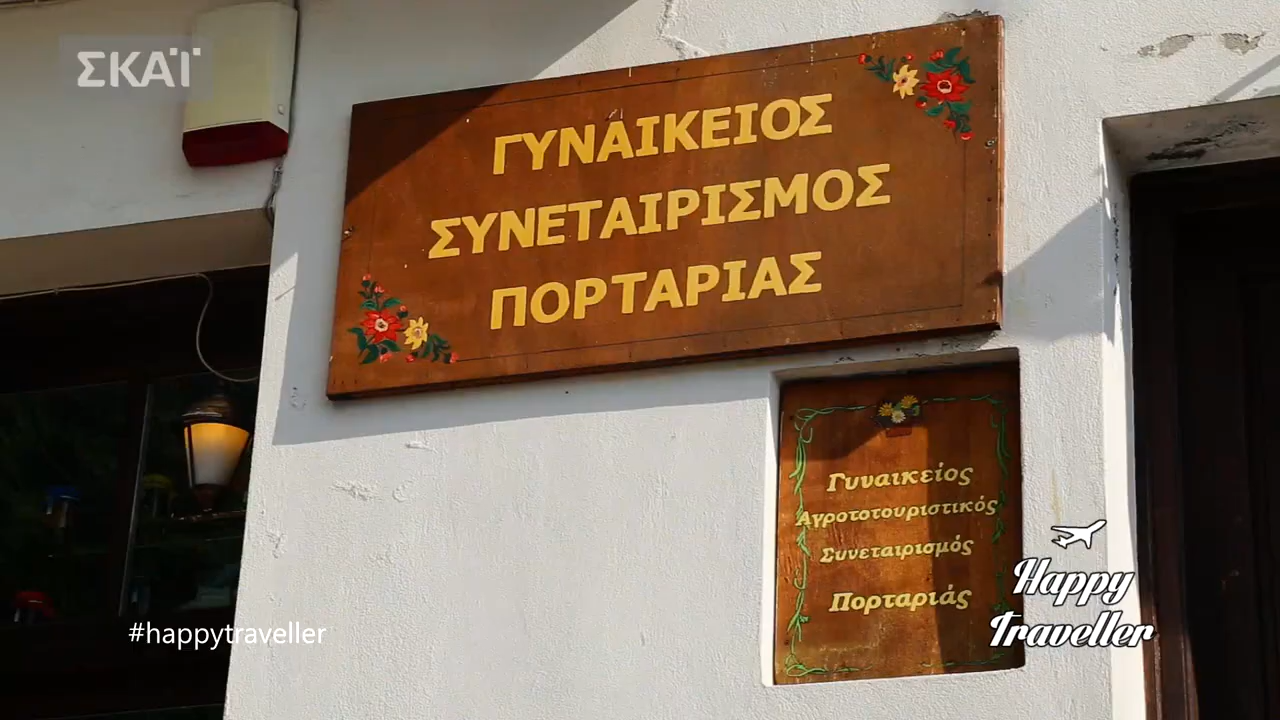 ΣΚΑΪ
ΓΥΝΑΙΚΕΙΟΣ
ΣΥΝΕΤΑΙΡΙΣΜΟΣ
ΠΟΡΤΑΡΙΑΣ
Γυναικείος
Αγροτοτουριστικός
Συνεταιρισμός
Πορταριάς
#happytraveller
Happy
Traveller